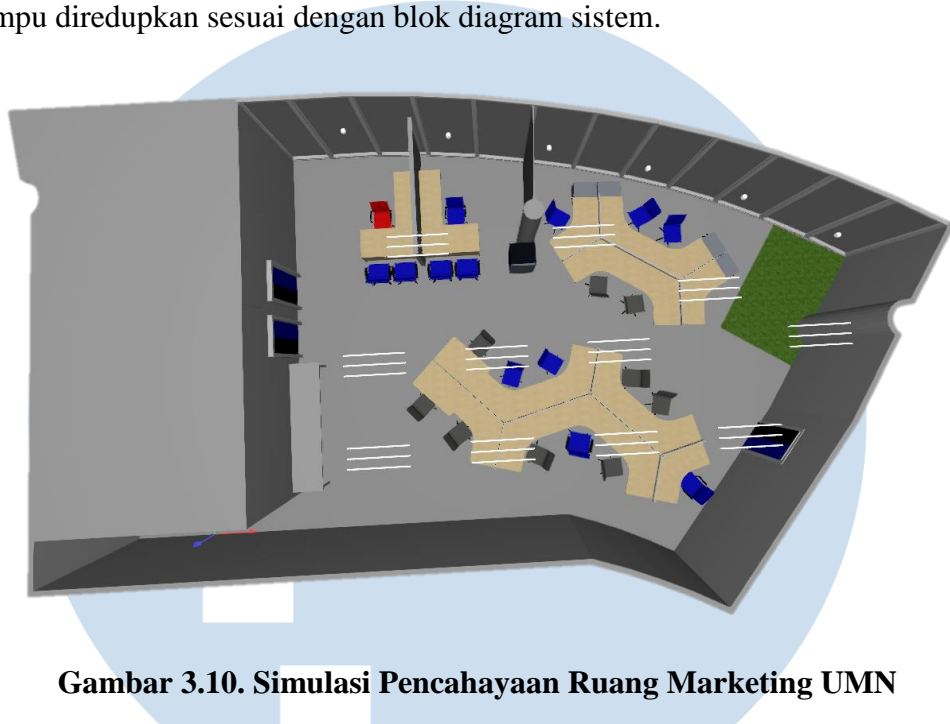 mpu diredupkan sesuai dengan blok diagram sistem.
Gambar 3.10. Simulasi Pencahayaan Ruang Marketing UMN